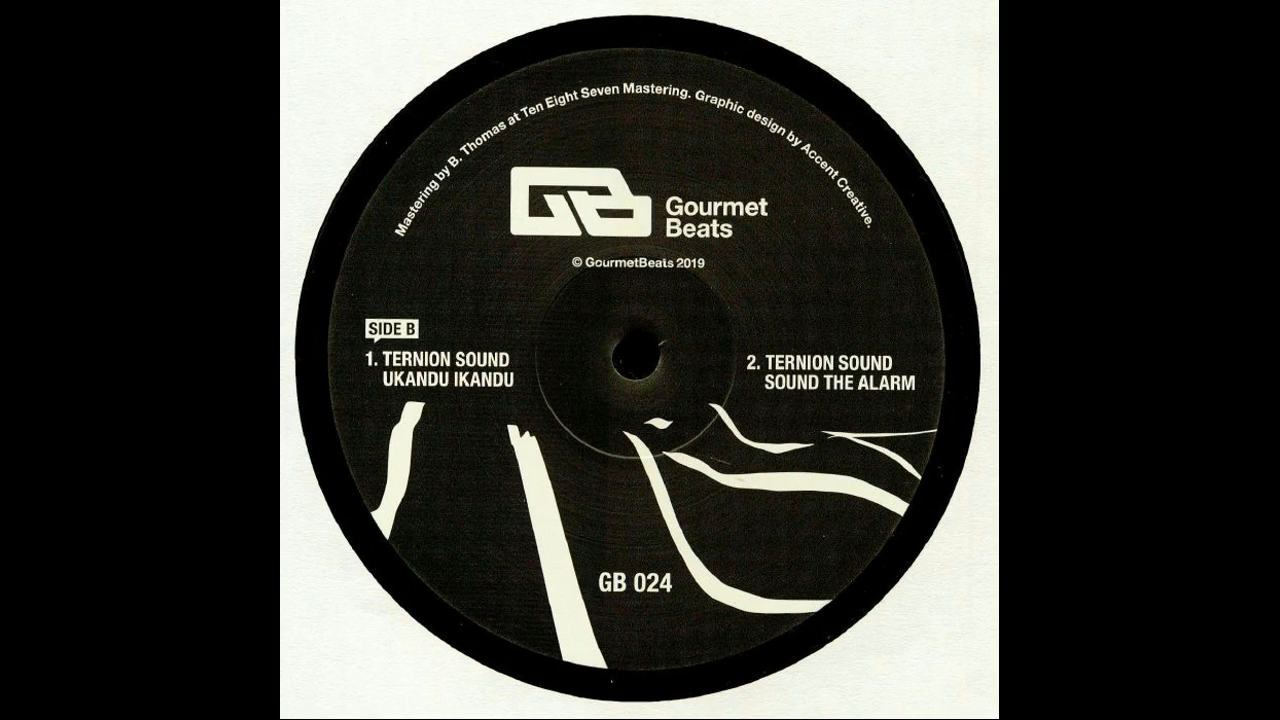 Mastering by B. Thomas at Ten Eight Seven Mastering. Graphic design by Accent Creative.
GB
Gourmet
Beats
© GourmetBeats 2019
SIDE B
1. TERNION SOUND
UKANDU IKANDU
2. TERNION SOUND
SOUND THE ALARM
GB 024